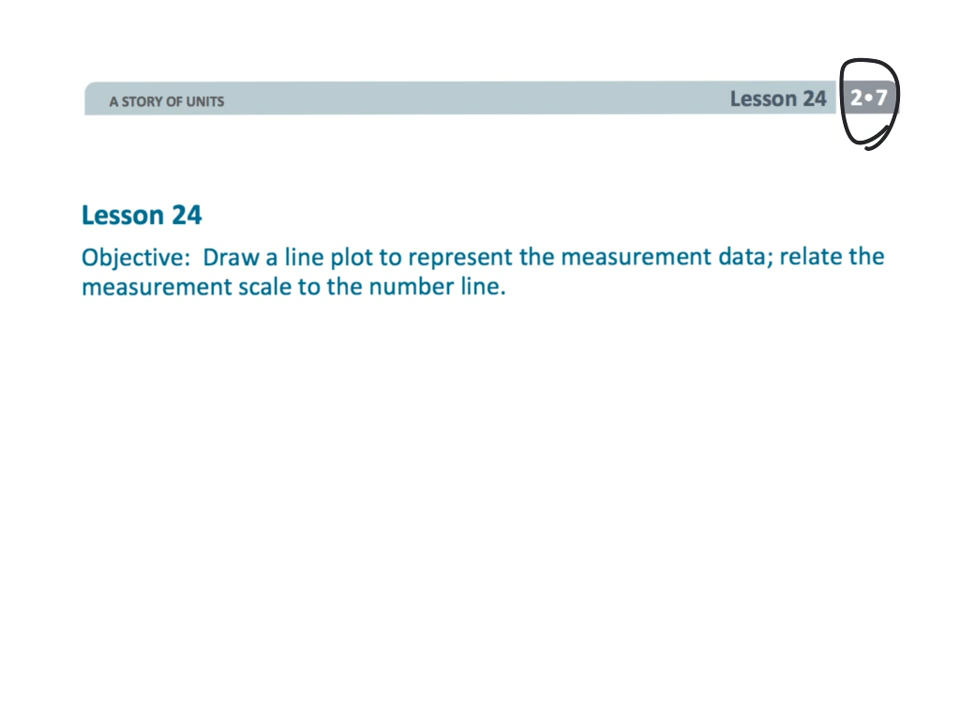 A STORY OF UNITS
Lesson 24 2•7
Lesson 24
Objective: Draw a line plot to represent the measurement data; relate the
measurement scale to the number line.